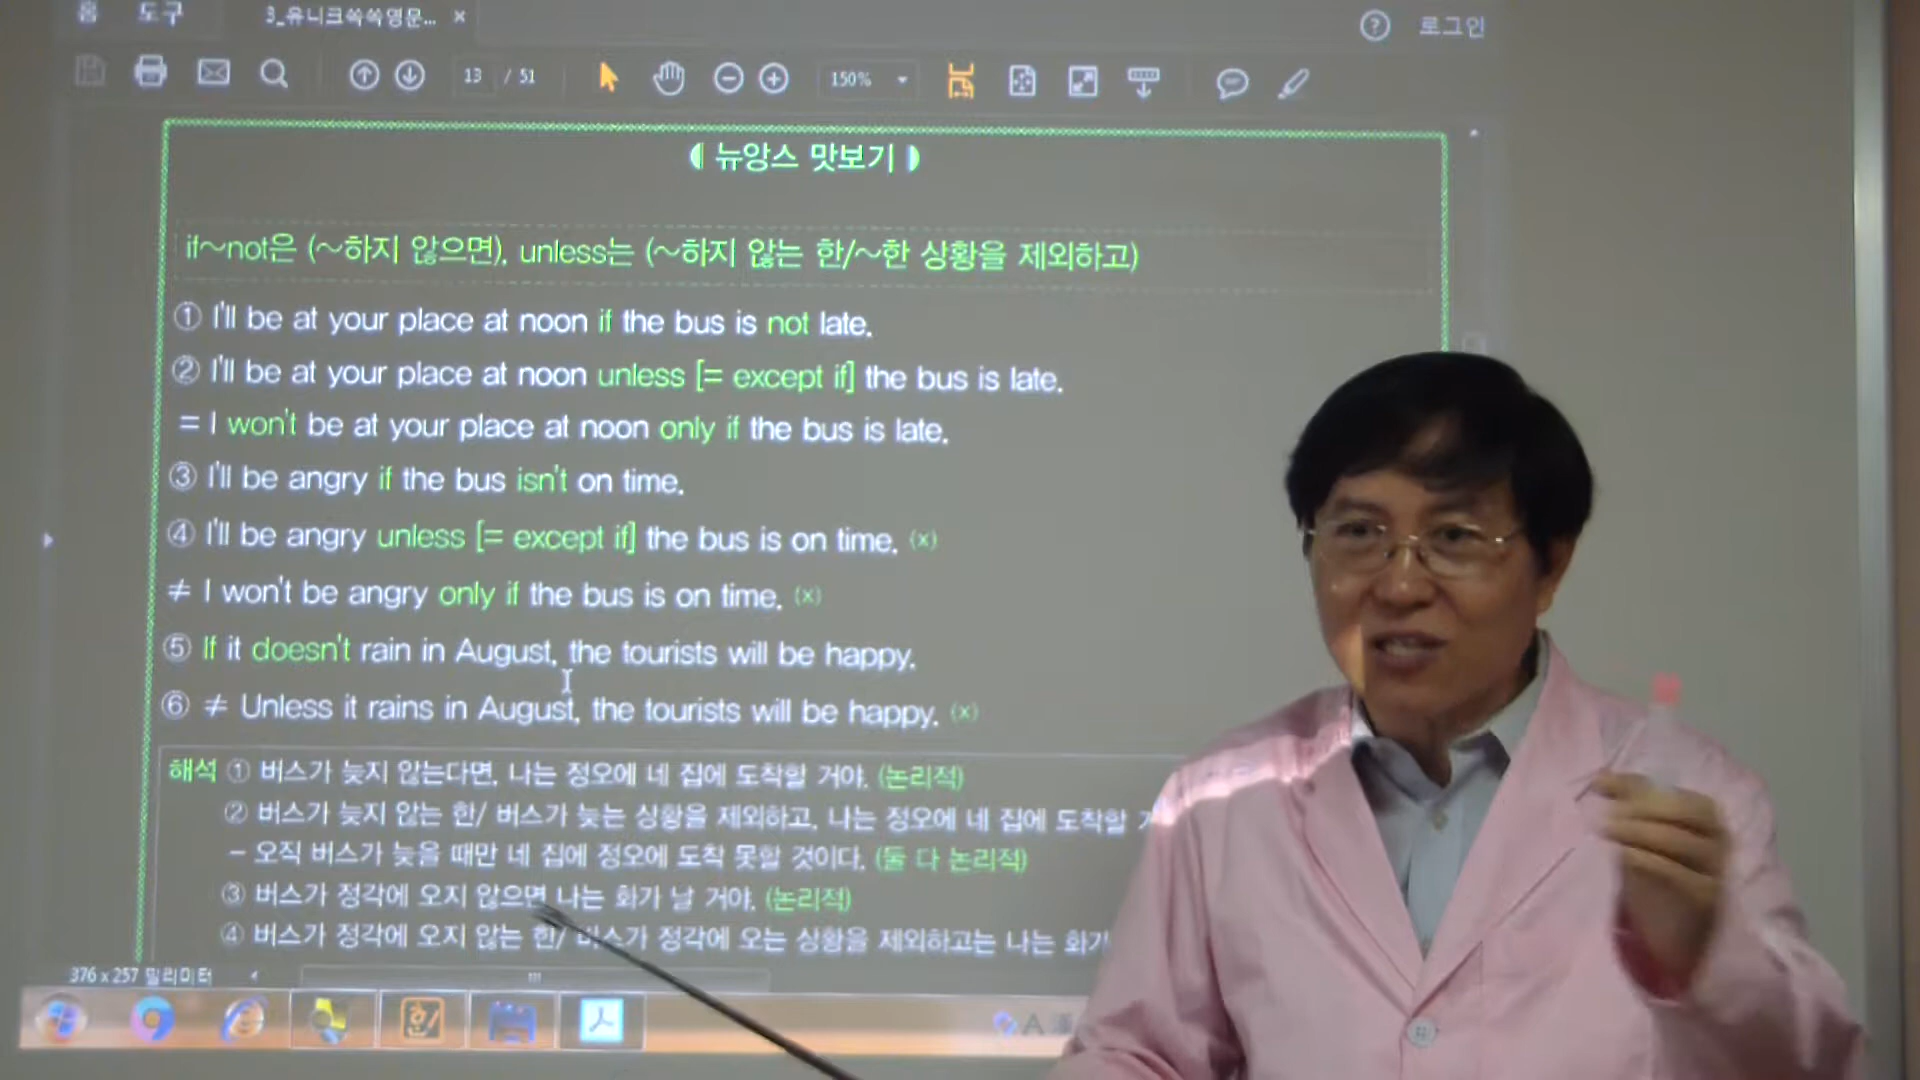 홈 도구 3_유니크쏙쏙영문... ×
로그인
13 / 51 150%
뉴앙스 맛보기
if~not은 (~하지 않으면), unless는 (~하지 않는 한/~한 상황을 제외하고)
① I'll be at your place at noon if the bus is not late.
② I'll be at your place at noon unless [= except if] the bus is late.
= I won't be at your place at noon only if the bus is late.
③ I'll be angry if the bus isn't on time.
④ I'll be angry unless [= except if] the bus is on time. (x)
≠ I won't be angry only if the bus is on time. (x)
⑤ If it doesn't rain in August, the tourists will be happy.
⑥ ≠ Unless it rains in August, the tourists will be happy. (x)
해석 ① 버스가 늦지 않는다면, 나는 정오에 네 집에 도착할 거야. (논리적)
② 버스가 늦지 않는 한/ 버스가 늦는 상황을 제외하고, 나는 정오에 네 집에 도착할
- 오직 버스가 늦을 때만 네 집에 정오에 도착 못할 것이다. (둘 다 논리적)
③ 버스가 정각에 오지 않으면 나는 화가 날 거야. (논리적)
④ 버스가 정각에 오지 않는 한/ 버스가 정각에 오는 상황을 제외하고는 나는 화가
376 x 257 밀리미터
한
A 漢